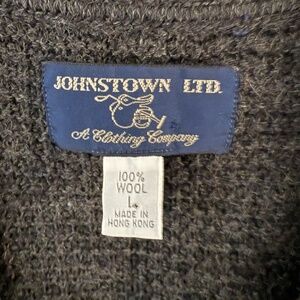 JOHNSTOWN LTD.
A Clothing Company
100%
WOOL
L
MADE IN
HONG KONG